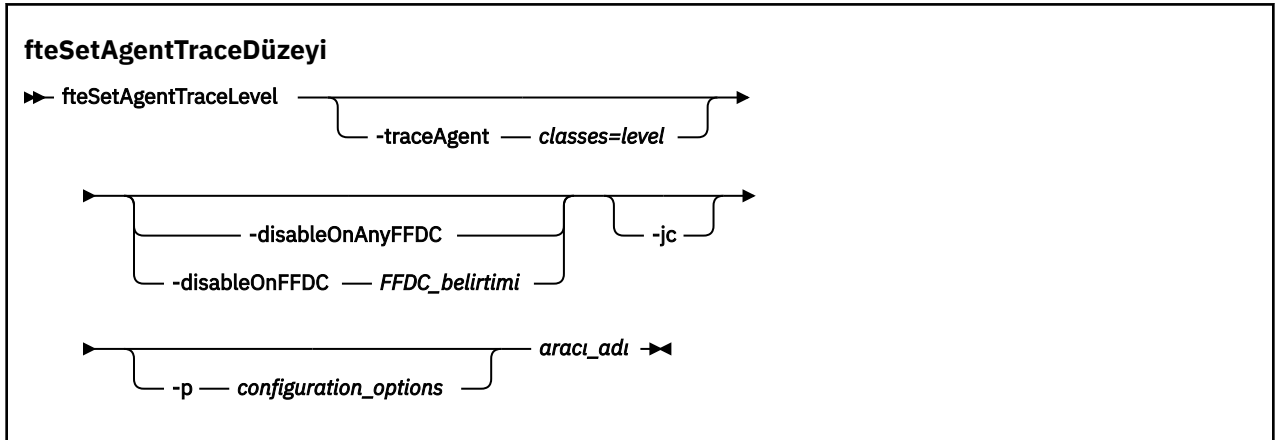 fteSetAgentTraceDüzeyi
fteSetAgentTraceLevel
-traceAgent classes=level
-disableOnAnyFFDC
-jc
-disableOnFFDC FFDC_belirtimi
aracı_adı
-p configuration_options